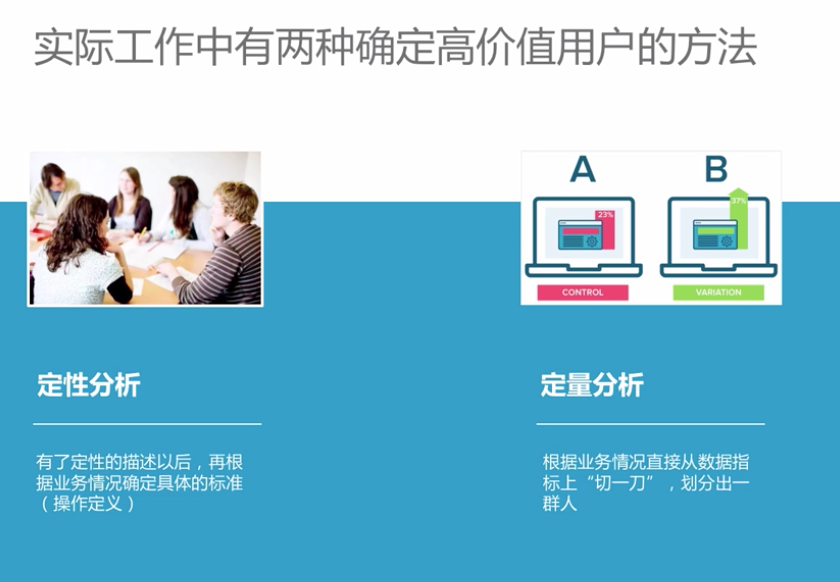 实际工作中有两种确定高价值用户的方法
A
B
23%
37%
CONTROL
VARIATION
定性分析
有了定性的描述以后，再根
据业务情况确定具体的标准
（操作定义）
定量分析
根据业务情况直接从数据指
标上“切一刀”，划分出一
群人